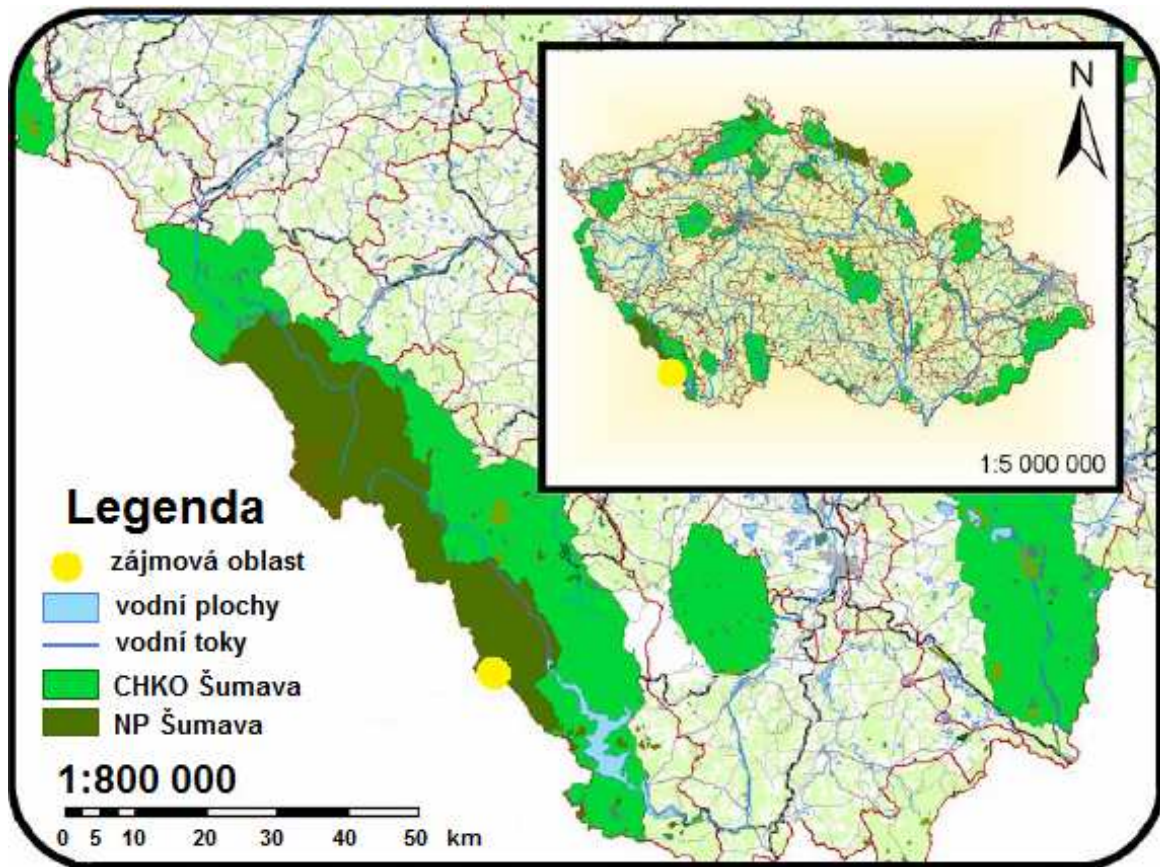 N
1:5 000 000
Legenda
zájmová oblast
vodní plochy
vodní toky
CHKO Šumava
NP Šumava
1:800 000
0 5 10 20 30 40 50 km